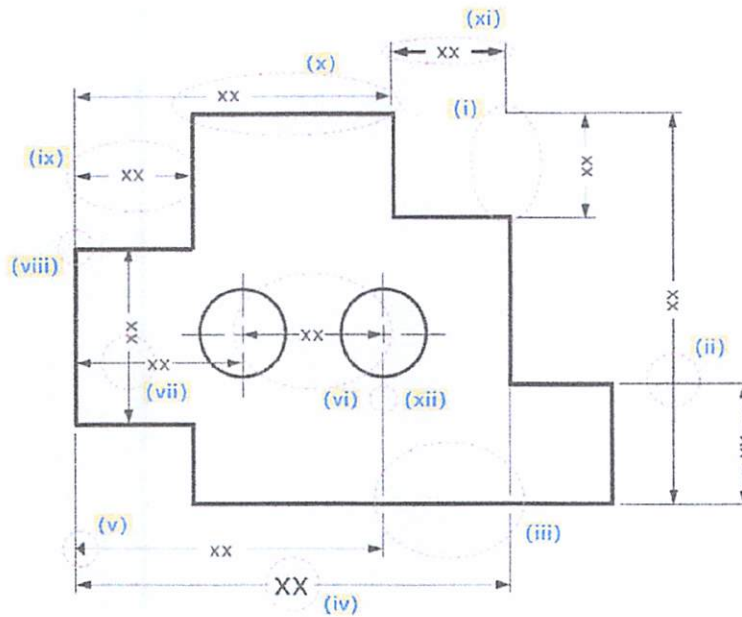 (xi)
xx
(x)
xx
(i)
(ix)
xx
xx
(viii)
xx
xx
xx
xx
(ii)
(vii)
(vi)
(xii)
(v)
xx
(iii)
XX
(iv)